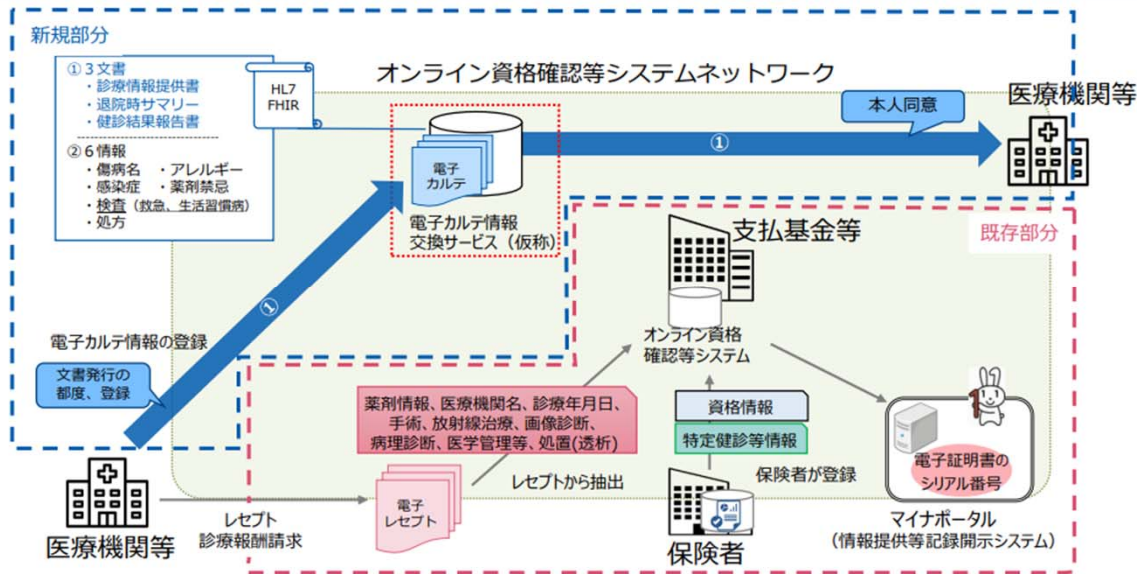 新規部分
①3文書
・診療情報提供書
・退院時サマリー
・健診結果報告書
②6情報
・傷病名 ・アレルギー
・感染症 ・薬剤禁忌
・検査（救急、生活習慣病）
・処方
HL7
FHIR
オンライン資格確認等システムネットワーク
本人同意
医療機関等
①
電子
カルテ
電子カルテ情報
交換サービス（仮称）
①
電子カルテ情報の登録
文書発行の
都度、登録
既存部分
支払基金等
オンライン資格
確認等システム
薬剤情報、医療機関名、診療年月日、
手術、放射線治療、画像診断、
病理診断、医学管理等、処置(透析)
資格情報
特定健診等情報
レセプトから抽出
保険者が登録
電子証明書の
シリアル番号
マイナポータル
（情報提供等記録開示システム）
医療機関等
レセプト
診療報酬請求
電子
レセプト
保険者